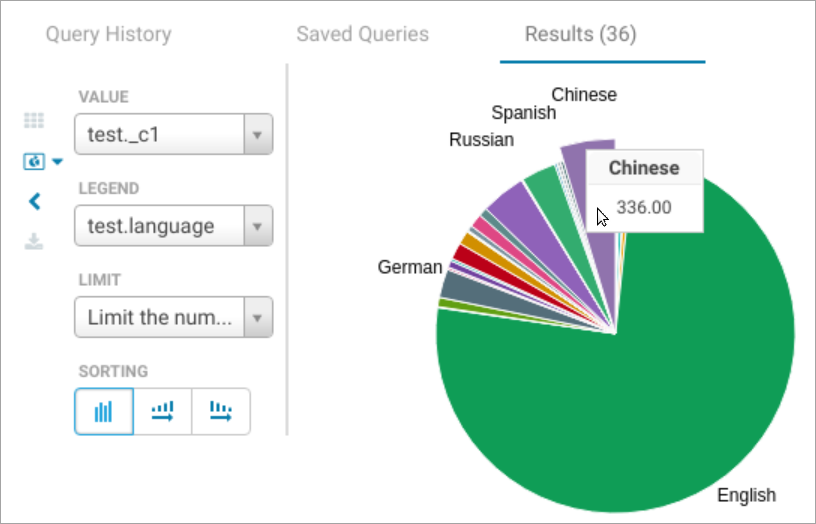 Query History Saved Queries Results (36)
VALUE
test._c1
LEGEND
test.language
LIMIT
Limit the num...
SORTING
Chinese
Spanish
Russian
German
Chinese
336.00
English